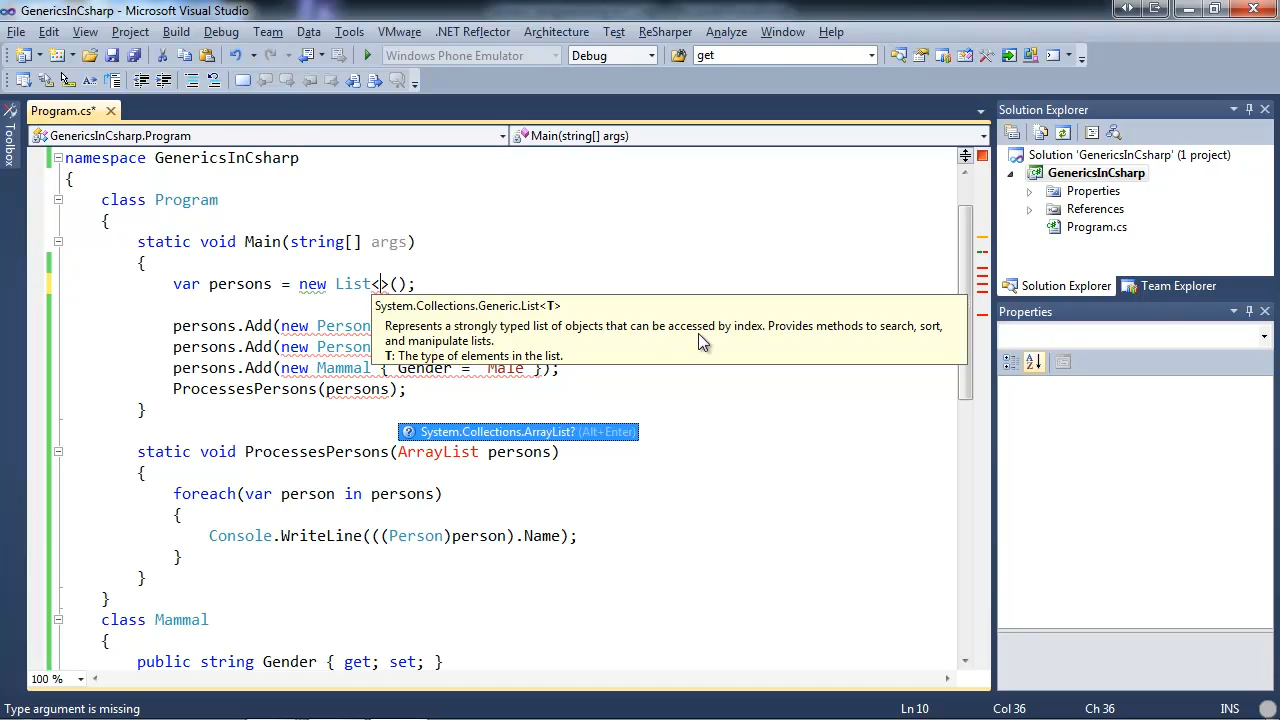 GenericsInCsharp - Microsoft Visual Studio
File Edit View Project Build Debug Team Data Tools VMware .NET Reflector Architecture Test ReSharper Analyze Window Help
Windows Phone Emulator Debug get
Toolbox
Program.cs*
GenericsInCsharp.Program Main(string[] args)
namespace GenericsInCsharp
{
class Program
{
static void Main(string[] args)
{
var persons = new List<>();
System.Collections.Generic.List<T>
Represents a strongly typed list of objects that can be accessed by index. Provides methods to search, sort,
and manipulate lists.
T: The type of elements in the list.
persons.Add(new Person
persons.Add(new Person
persons.Add(new Mammal { Gender = "Male"});
ProcessesPersons(persons);
}
System.Collections.ArrayList? (Alt+Enter)
static void ProcessesPersons(ArrayList persons)
{
foreach(var person in persons)
{
Console.WriteLine(((Person)person).Name);
}
}
}
class Mammal
{
public string Gender { get; set; }
100 %
Solution Explorer
Solution 'GenericsInCsharp' (1 project)
GenericsInCsharp
Properties
References
Program.cs
Solution Explorer Team Explorer
Properties
Type argument is missing Ln 10 Col 36 Ch 36 INS